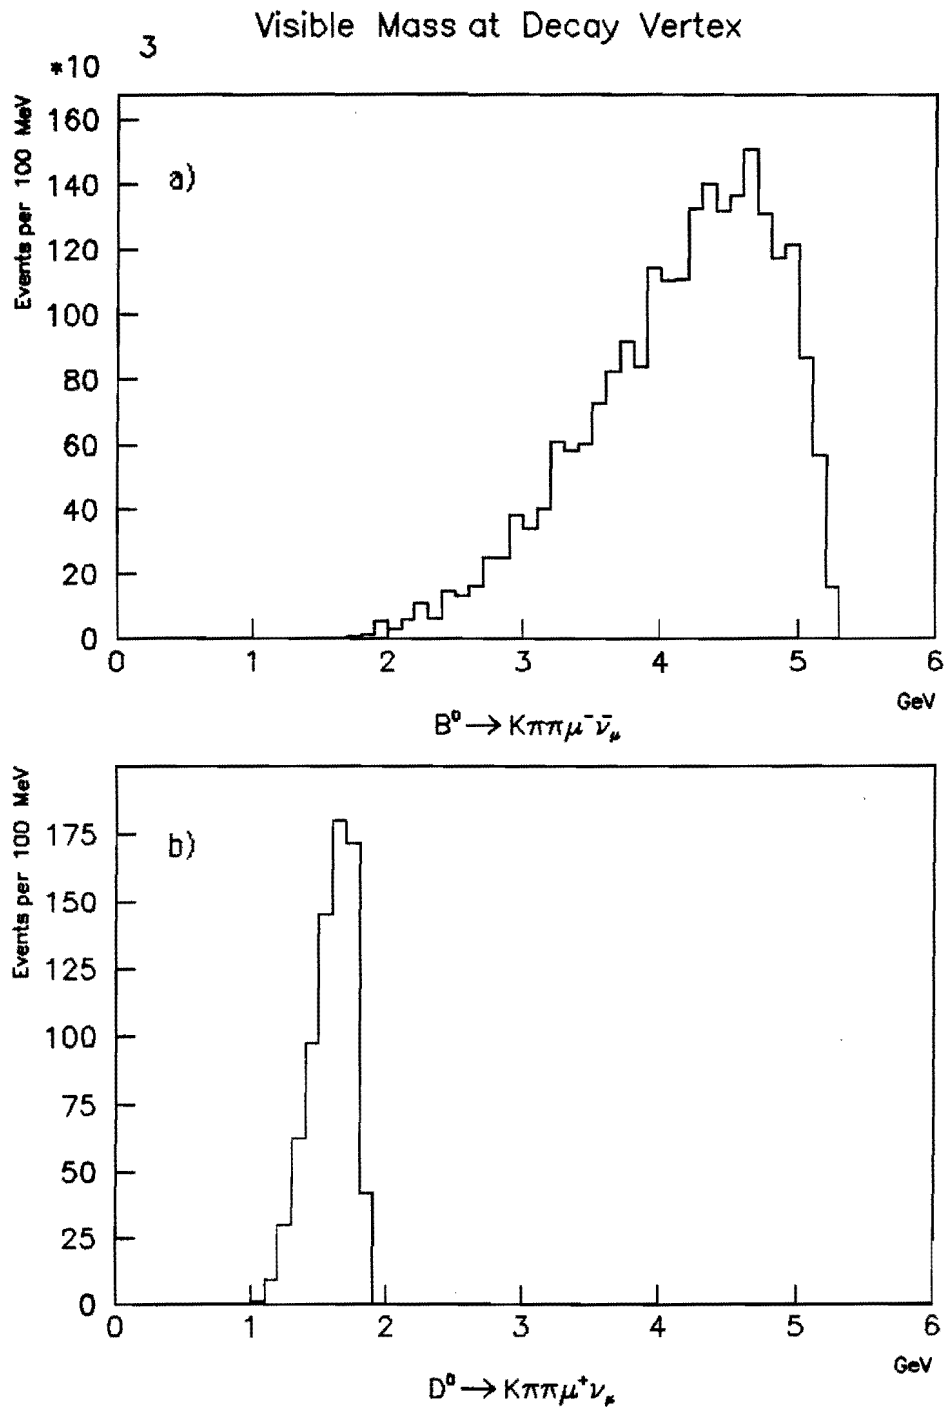 Visible Mass at Decay Vertex
*10 3
Events per 100 MeV
160
140
120
100
80
60
40
20
0
a)
0 1 2 3 4 5 6
GeV
B⁰ → Kππμ⁻ν̄_μ
Events per 100 MeV
175
150
125
100
75
50
25
0
b)
0 1 2 3 4 5 6
GeV
D⁰ → Kππμ⁺ν_μ